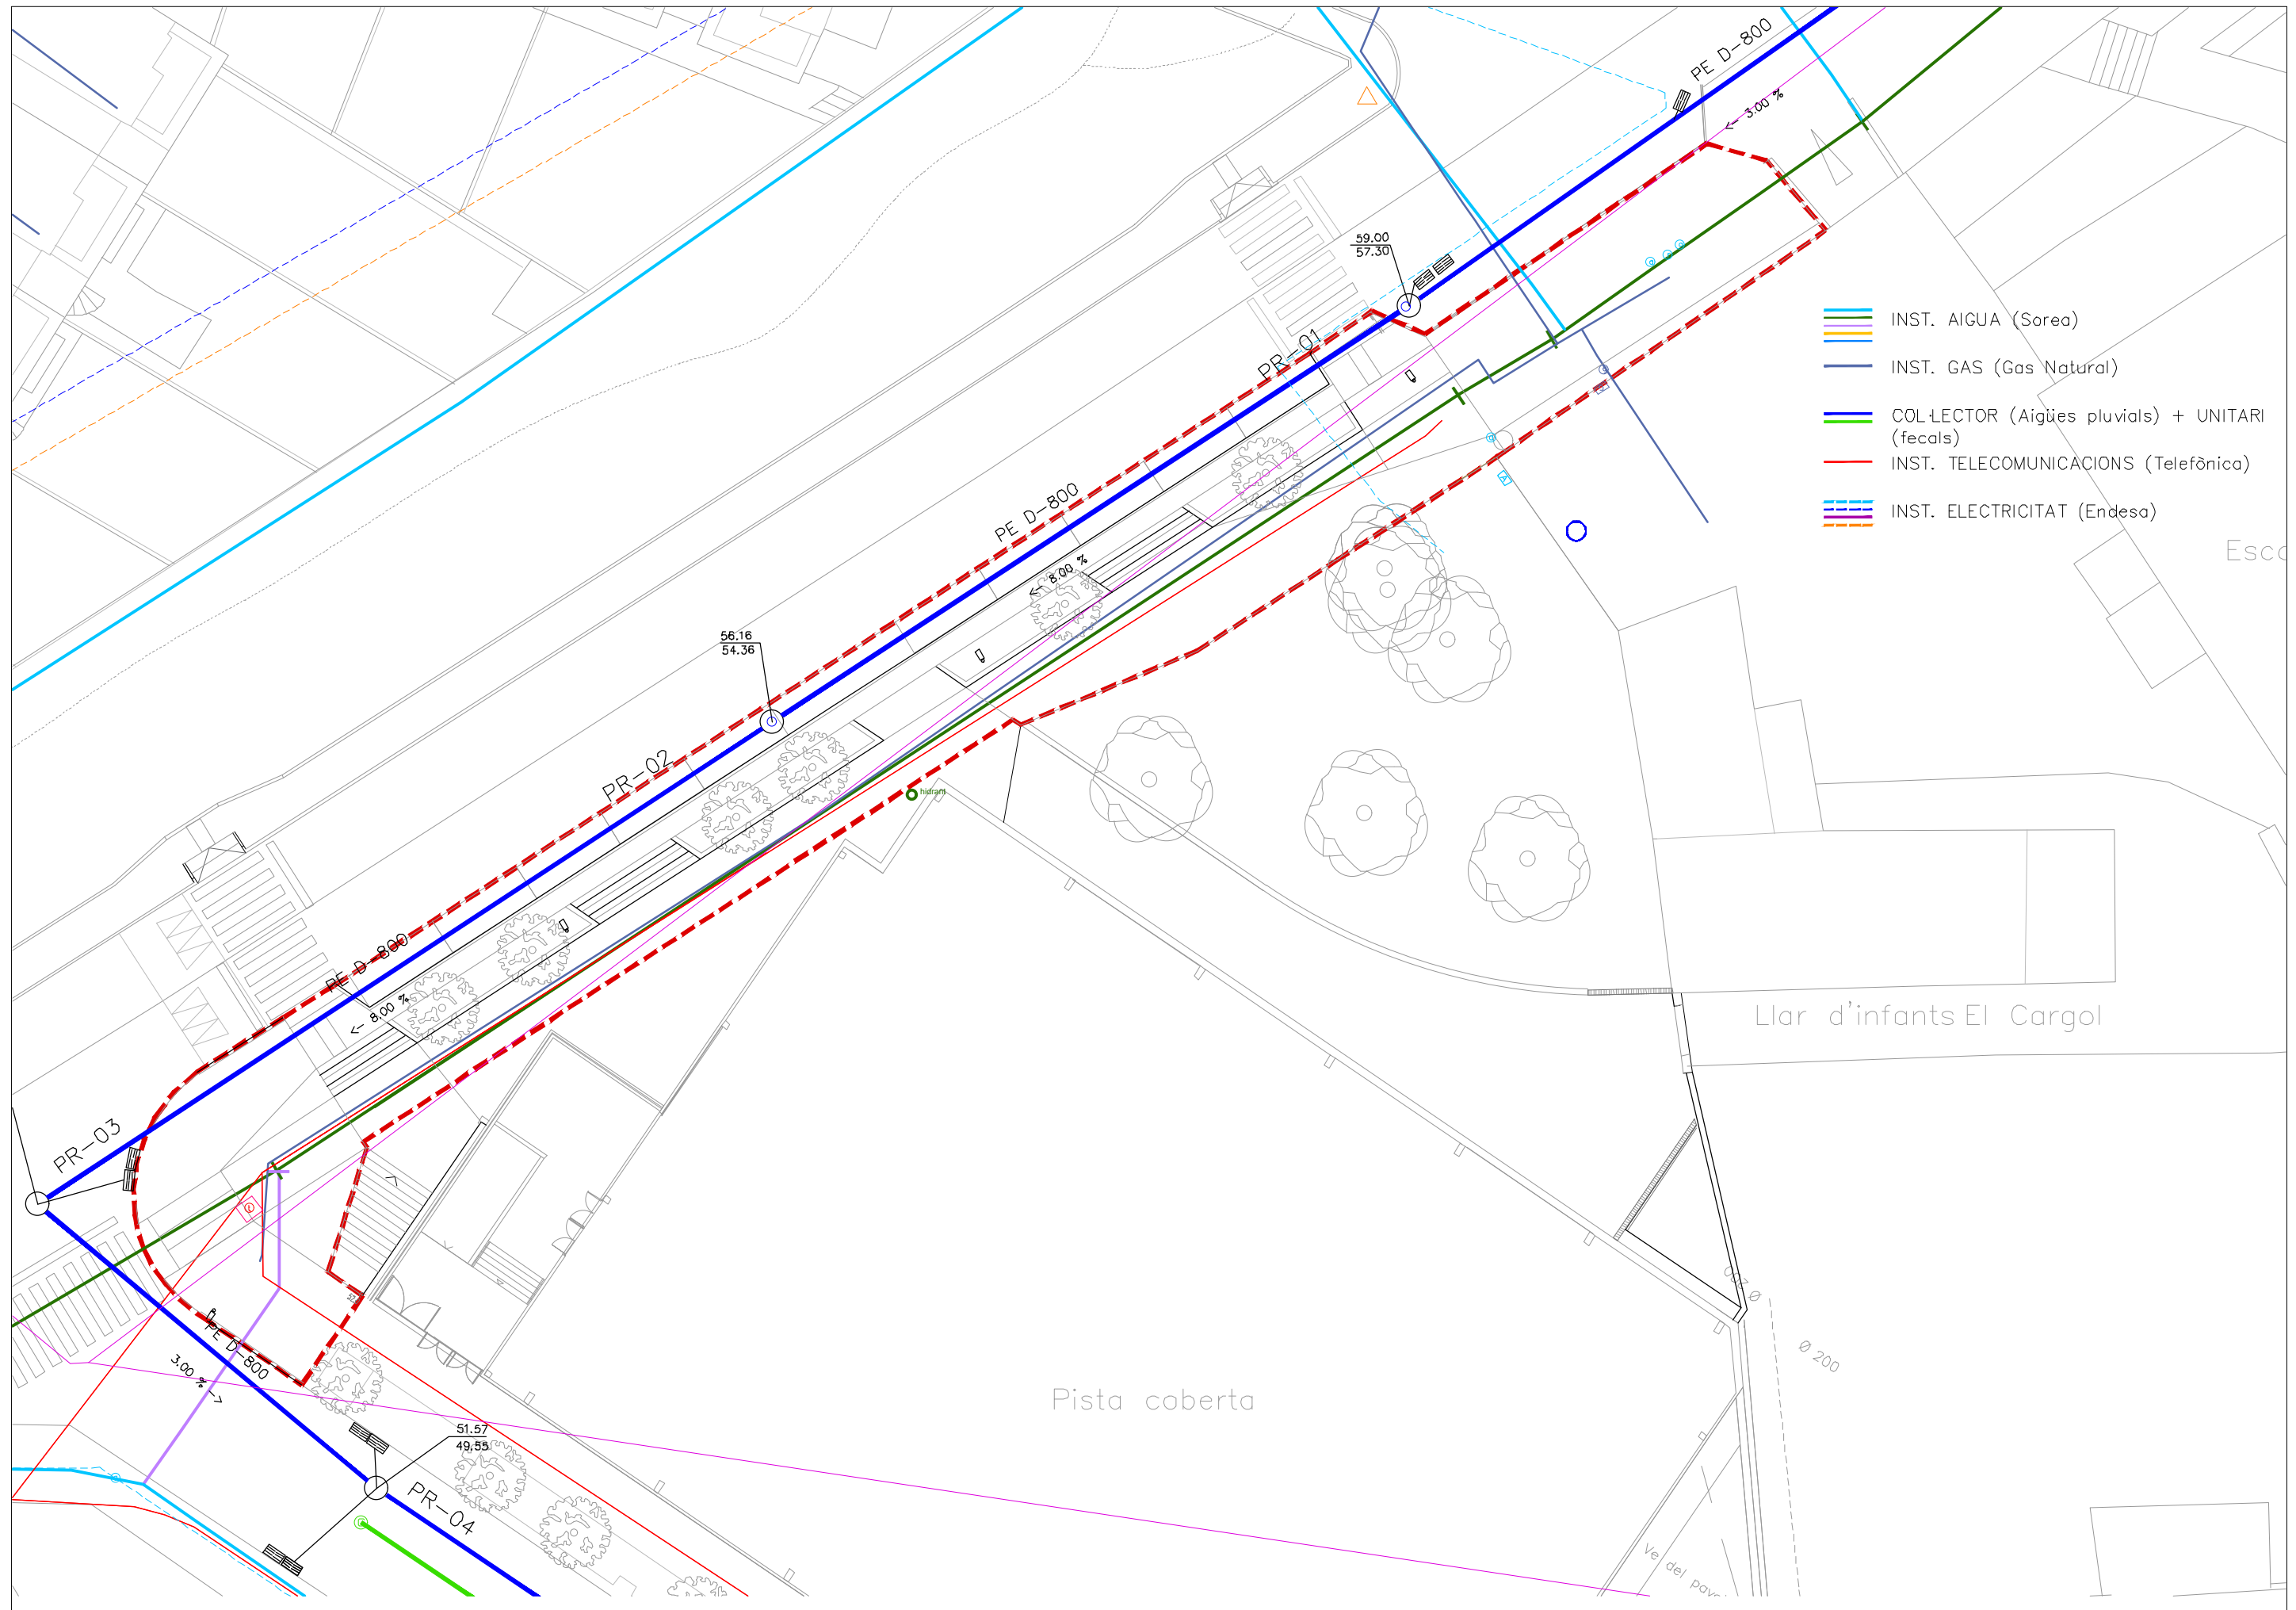 PE D-800
← 3.00 %
59.00
57.30
INST. AIGUA (Sorea)
INST. GAS (Gas Natural)
COL·LECTOR (Aigües pluvials) + UNITARI
(fecals)
INST. TELECOMUNICACIONS (Telefònica)
INST. ELECTRICITAT (Endesa)
PR-01
PE D-800
← 8.00 %
56.16
54.36
PR-02
hidrant
PE D-800
← 8.00 %
Llar d'infants El Cargol
PR-03
Ø 200
Ø 200
PE D-800
3.00 % →
Pista coberta
51.57
49.55
PR-04